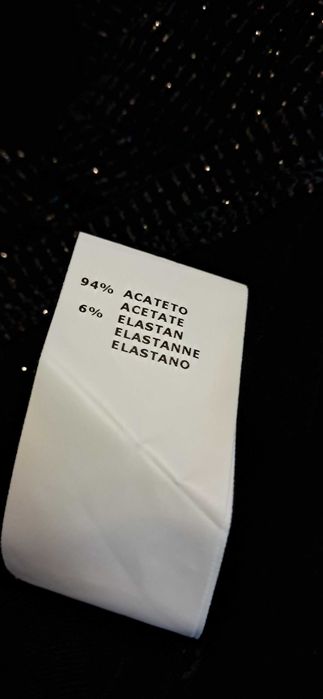 94% ACATETO
ACETATE
6% ELASTAN
ELASTANNE
ELASTANO